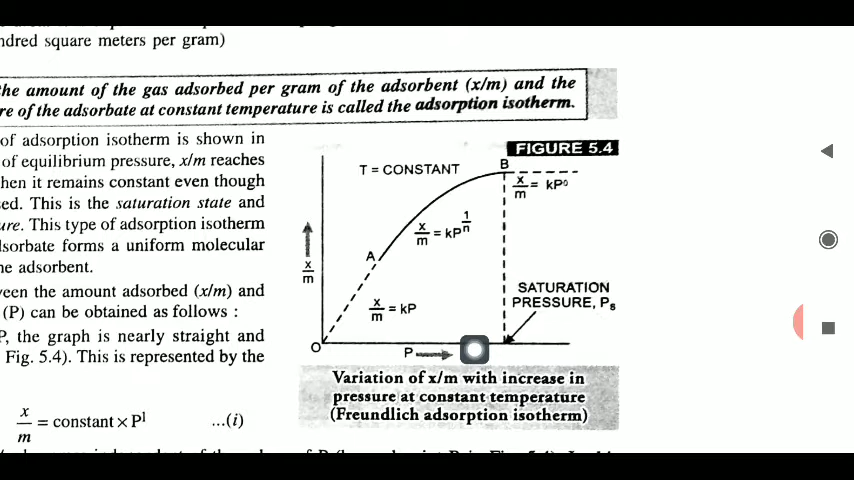 ndred square meters per gram)
he amount of the gas adsorbed per gram of the adsorbent (x/m) and the
re of the adsorbate at constant temperature is called the adsorption isotherm.
of adsorption isotherm is shown in
of equilibrium pressure, x/m reaches
hen it remains constant even though
ed. This is the saturation state and
ure. This type of adsorption isotherm
dsorbate forms a uniform molecular
he adsorbent.
veen the amount adsorbed (x/m) and
(P) can be obtained as follows :
P, the graph is nearly straight and
Fig. 5.4). This is represented by the
x/m = constant × P¹ ...(i)
FIGURE 5.4
T = CONSTANT
B
x/m = kP⁰
x/m = kP^1/n
A
x/m
x/m = kP
SATURATION
PRESSURE, Pₛ
O
P
Variation of x/m with increase in
pressure at constant temperature
(Freundlich adsorption isotherm)